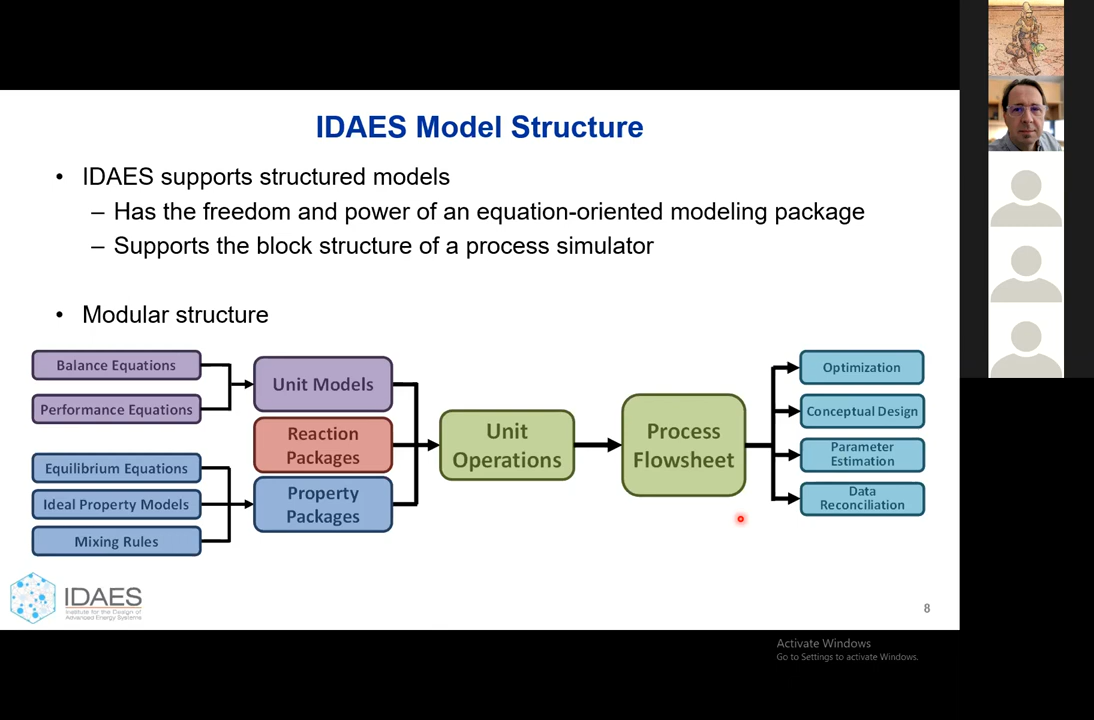 IDAES Model Structure
• IDAES supports structured models
– Has the freedom and power of an equation-oriented modeling package
– Supports the block structure of a process simulator
• Modular structure
Balance Equations
Performance Equations
Equilibrium Equations
Ideal Property Models
Mixing Rules
Unit Models
Reaction
Packages
Property
Packages
Unit
Operations
Process
Flowsheet
Optimization
Conceptual Design
Parameter
Estimation
Data
Reconciliation
IDAES
Institute for the Design of
Advanced Energy Systems
8
Activate Windows
Go to Settings to activate Windows.